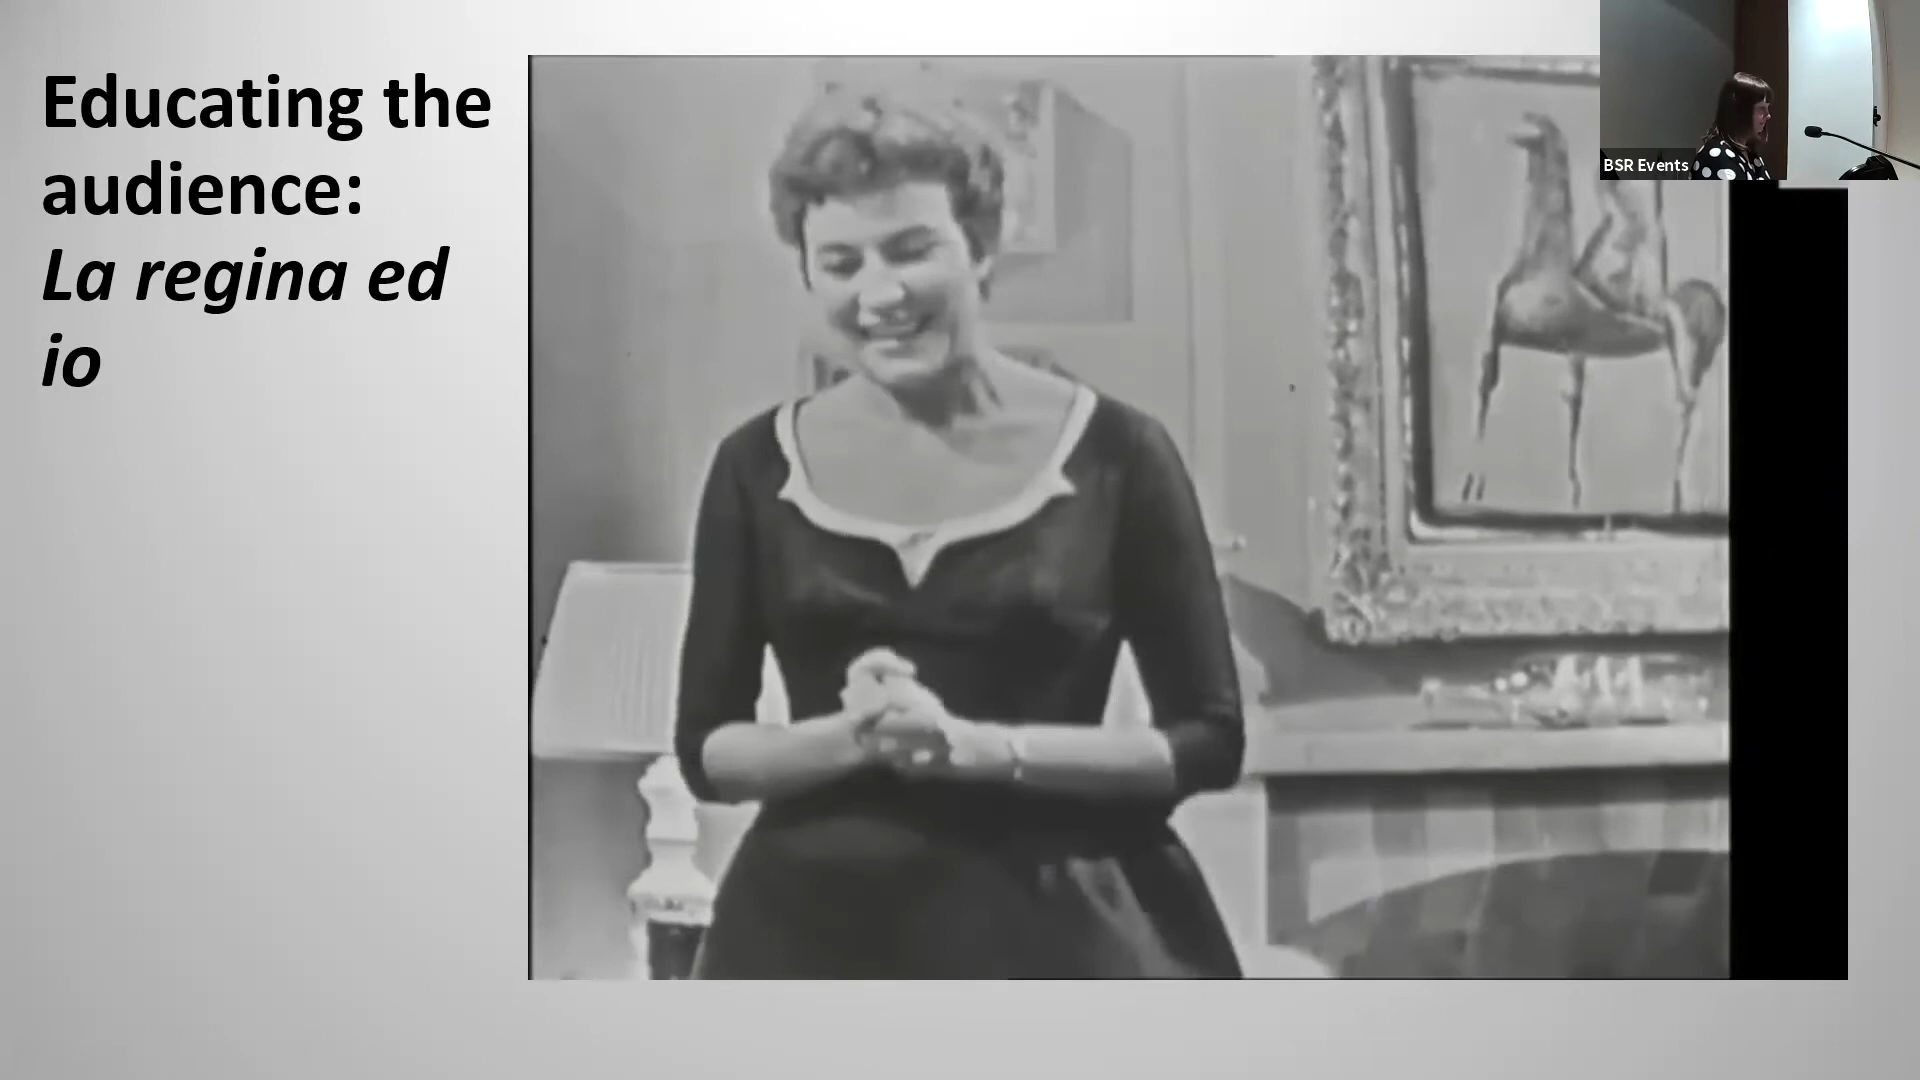 Educating the
audience:
La regina ed
io
BSR Events